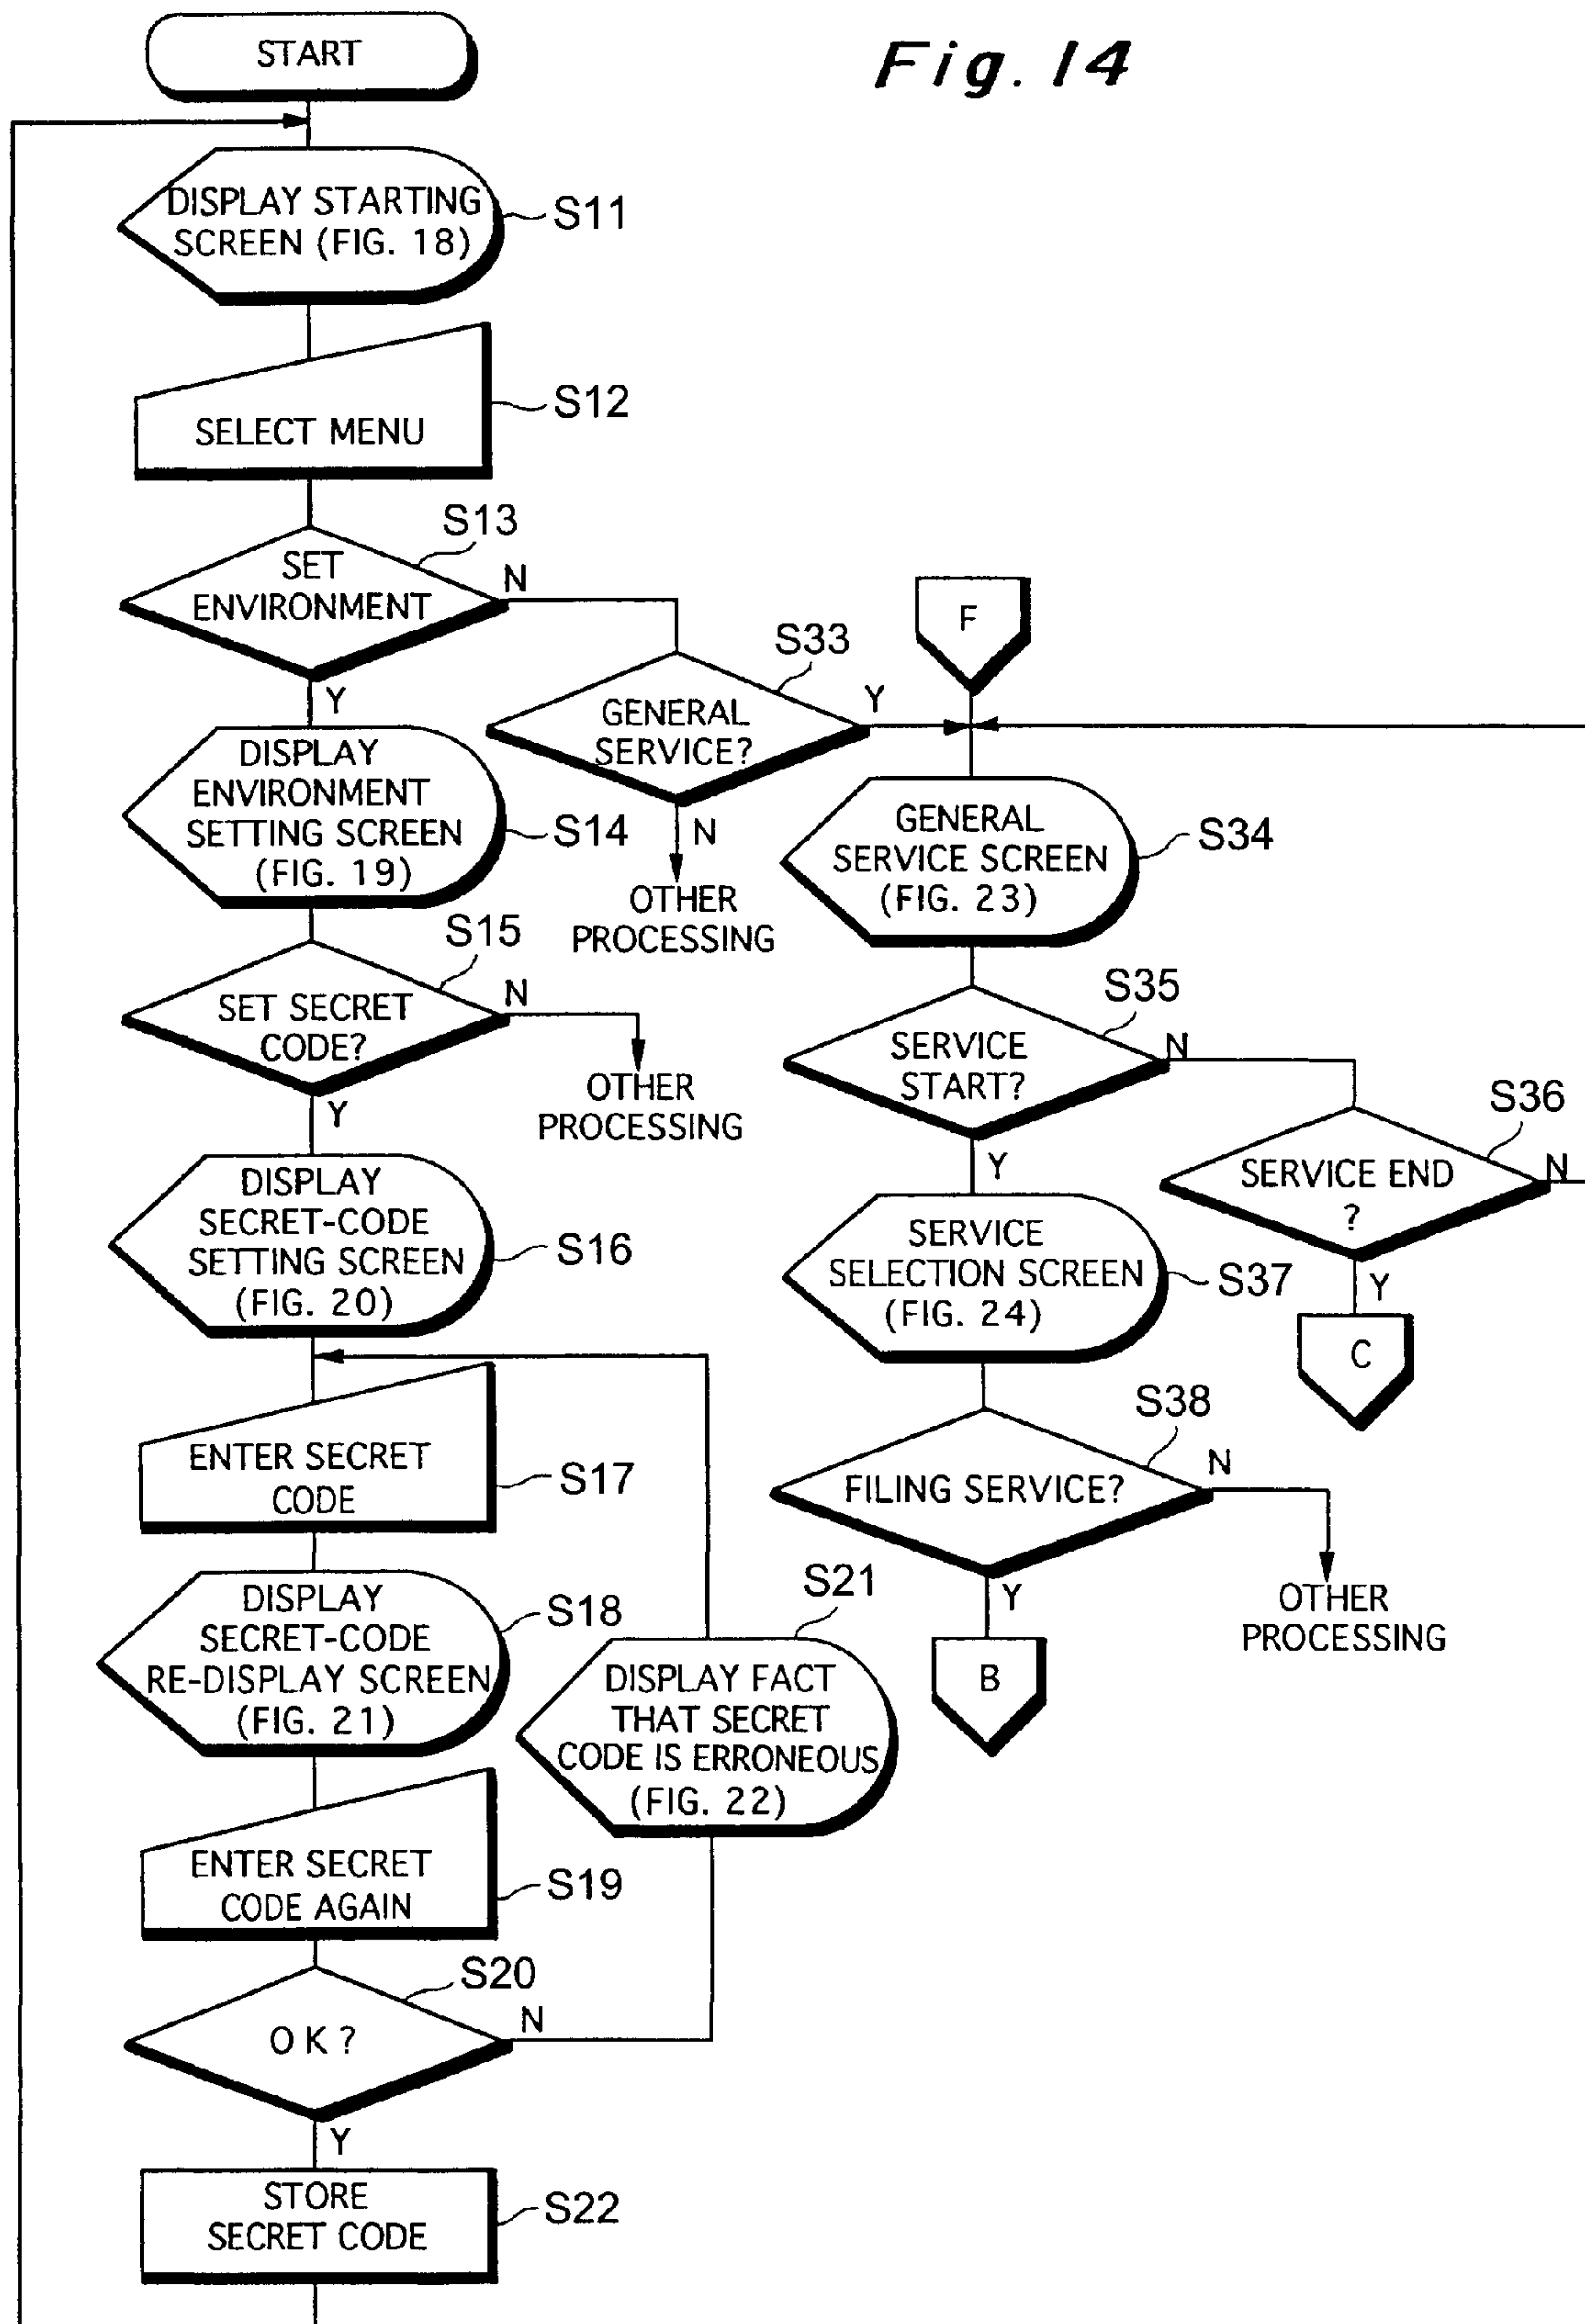 Fig. 14
START
DISPLAY STARTING
SCREEN (FIG. 18)
S11
SELECT MENU
S12
S13
SET
ENVIRONMENT
N
Y
DISPLAY
ENVIRONMENT
SETTING SCREEN
(FIG. 19)
S14
S15
SET SECRET
CODE?
N
OTHER
PROCESSING
Y
DISPLAY
SECRET-CODE
SETTING SCREEN
(FIG. 20)
S16
ENTER SECRET
CODE
S17
DISPLAY
SECRET-CODE
RE-DISPLAY SCREEN
(FIG. 21)
S18
ENTER SECRET
CODE AGAIN
S19
S20
OK?
N
Y
S21
DISPLAY FACT
THAT SECRET
CODE IS ERRONEOUS
(FIG. 22)
STORE
SECRET CODE
S22
S33
GENERAL
SERVICE?
Y
N
OTHER
PROCESSING
F
GENERAL
SERVICE SCREEN
(FIG. 23)
S34
S35
SERVICE
START?
N
Y
S36
SERVICE END
?
N
Y
C
SERVICE
SELECTION SCREEN
(FIG. 24)
S37
S38
FILING SERVICE?
N
OTHER
PROCESSING
Y
B